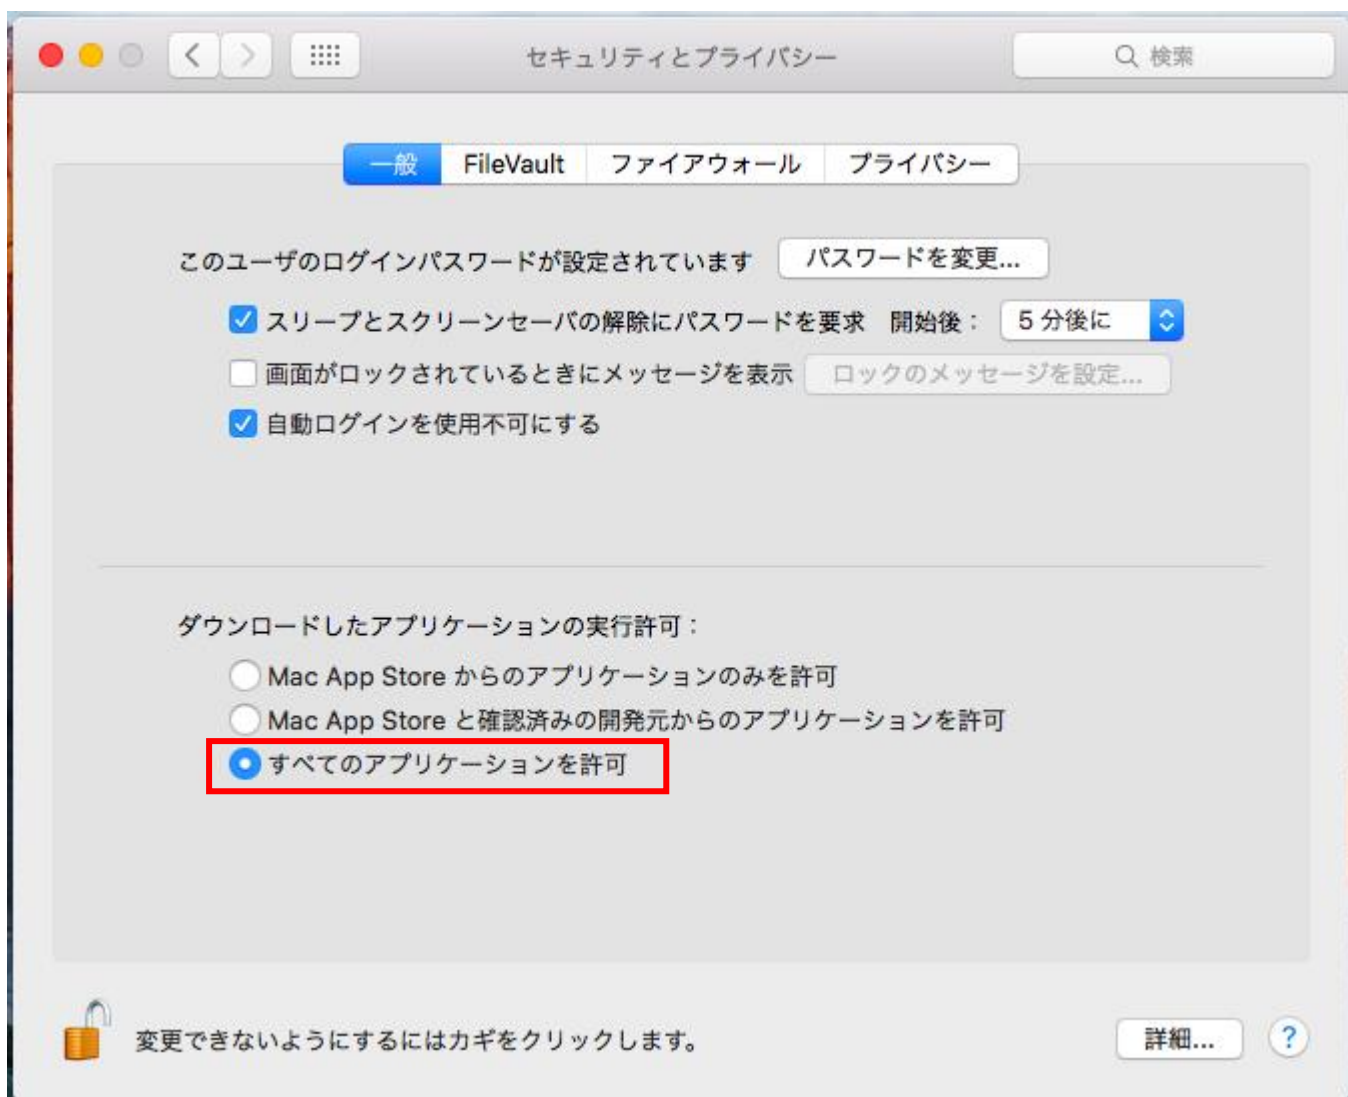 セキュリティとプライバシー
検索
一般 FileVault ファイアウォール プライバシー
このユーザのログインパスワードが設定されています パスワードを変更...
スリープとスクリーンセーバの解除にパスワードを要求 開始後： 5 分後に
画面がロックされているときにメッセージを表示 ロックのメッセージを設定...
自動ログインを使用不可にする
ダウンロードしたアプリケーションの実行許可：
Mac App Store からのアプリケーションのみを許可
Mac App Store と確認済みの開発元からのアプリケーションを許可
すべてのアプリケーションを許可
変更できないようにするにはカギをクリックします。 詳細... ?